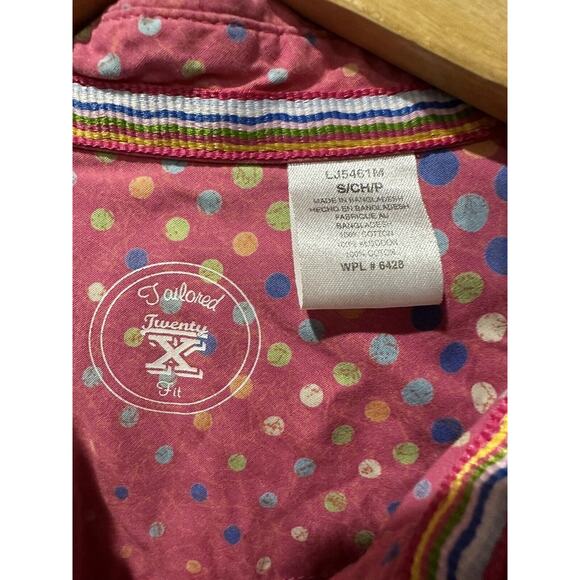 LJ5461M
S/CH/P
MADE IN BANGLADESH
HECHO EN BANGLADESH
FABRIQUE AU
BANGLADESH
100% COTTON
100% ALGODON
100% COTON
WPL # 6428
Tailored
Twenty
X
Fit